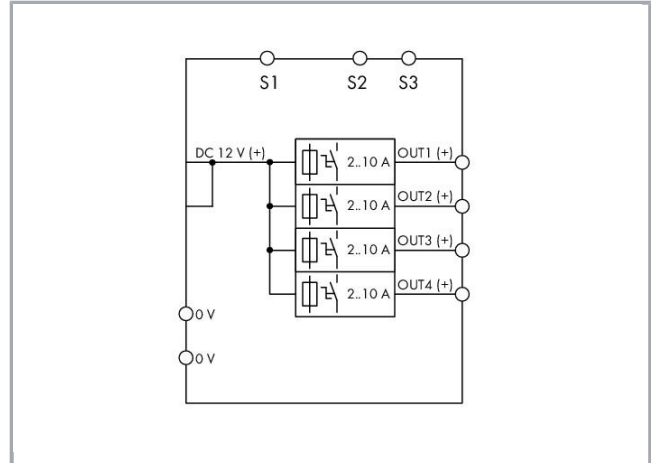 S1 S2 S3
DC 12 V (+) 2..10 A OUT1 (+)
2..10 A OUT2 (+)
2..10 A OUT3 (+)
2..10 A OUT4 (+)
0 V
0 V